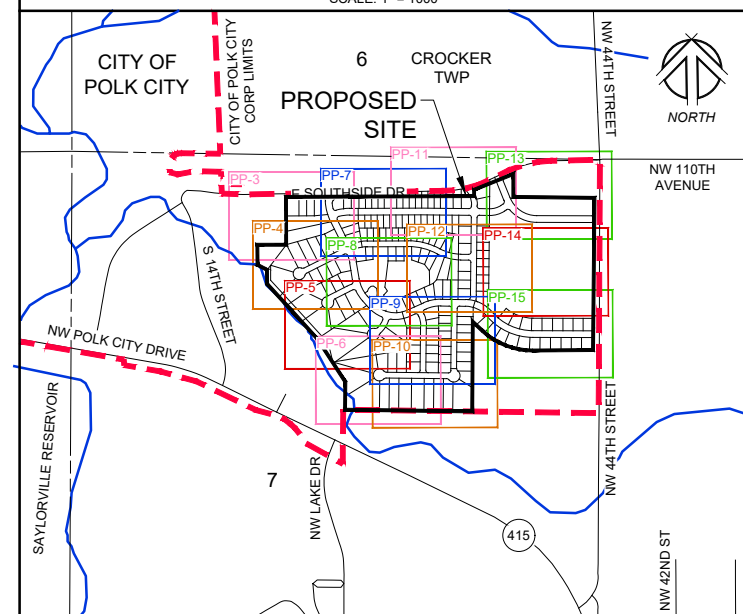 SCALE: 1" = 1000'
CITY OF
POLK CITY
CITY OF POLK CITY
CORP LIMITS
6
CROCKER
TWP
NW 44TH STREET
NORTH
PROPOSED
SITE
PP-11
PP-13
NW 110TH
AVENUE
PP-3
PP-7
E SOUTHSIDE DR
PP-4
PP-12
PP-14
PP-8
S 14TH STREET
PP-5
PP-9
PP-15
NW POLK CITY DRIVE
PP-6
PP-10
SAYLORVILLE RESERVOIR
NW 44TH STREET
7
NW LAKE DR
415
NW 42ND ST